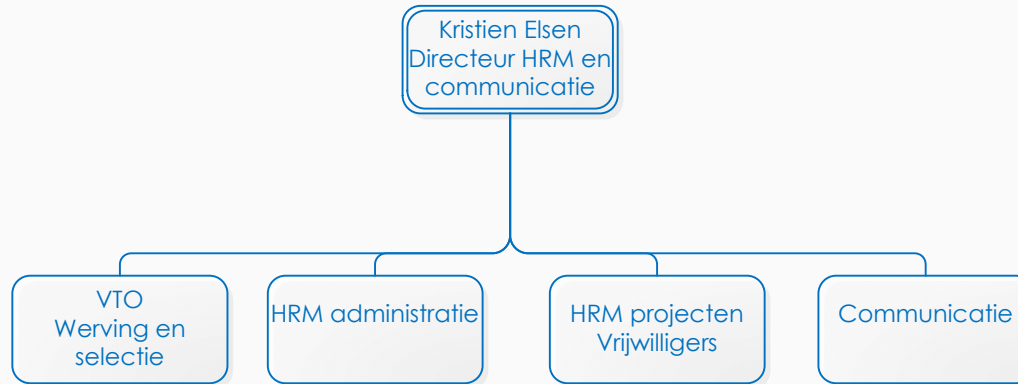 Kristien Elsen
Directeur HRM en
communicatie
VTO
Werving en
selectie
HRM administratie
HRM projecten
Vrijwilligers
Communicatie